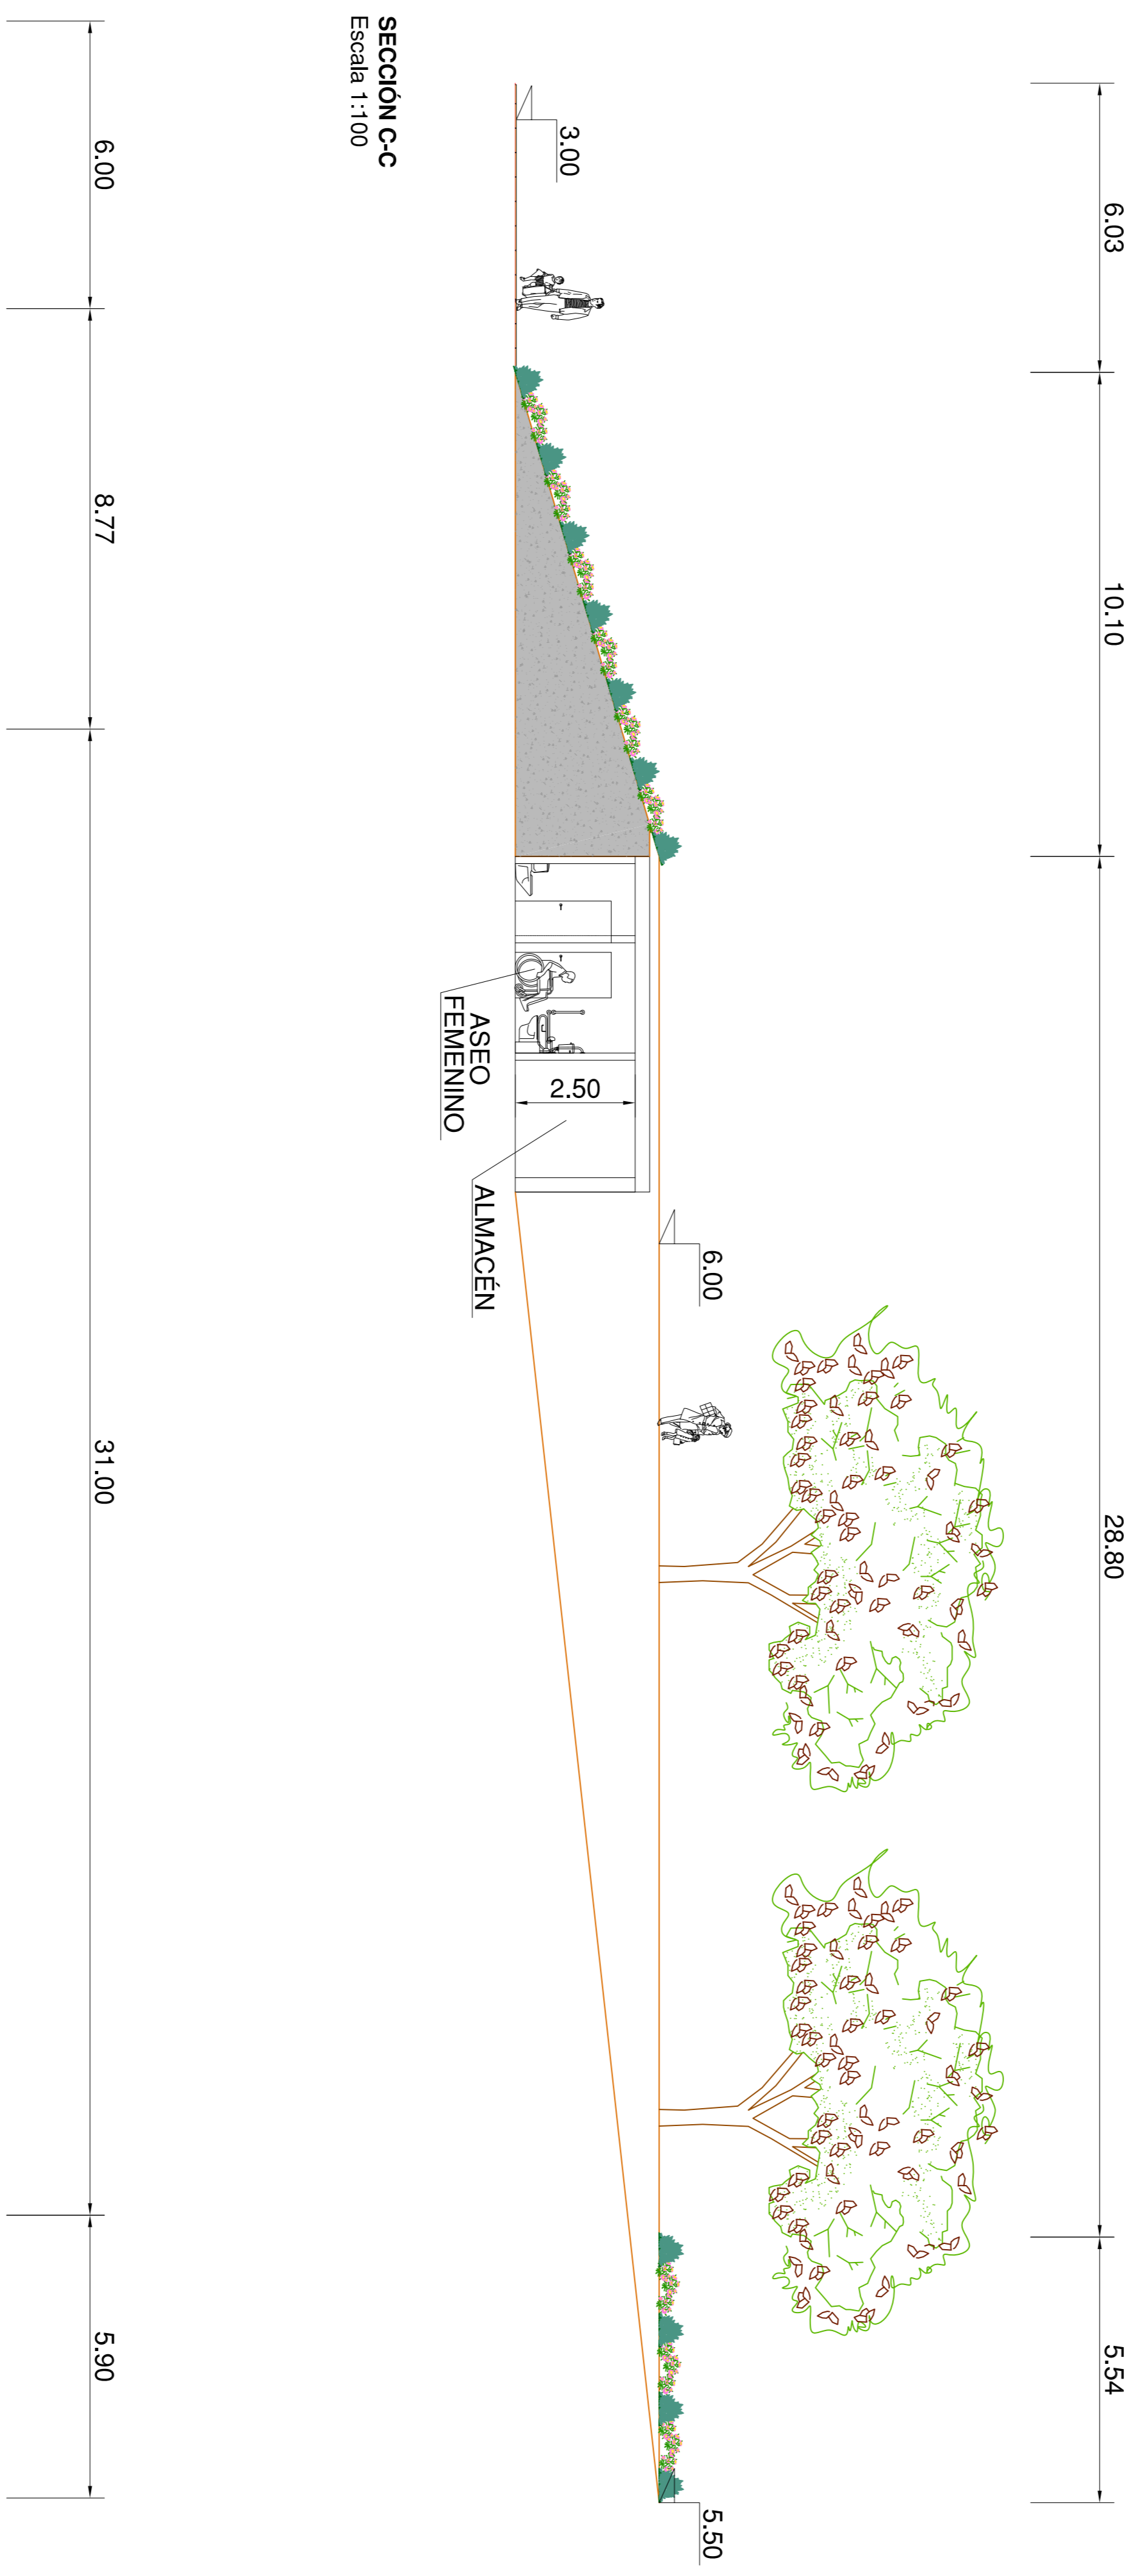 6.03
10.10
28.80
5.54
6.00
5.50
3.00
2.50
ASEO
FEMENINO
ALMACÉN
SECCIÓN C-C
Escala 1:100
6.00
8.77
31.00
5.90